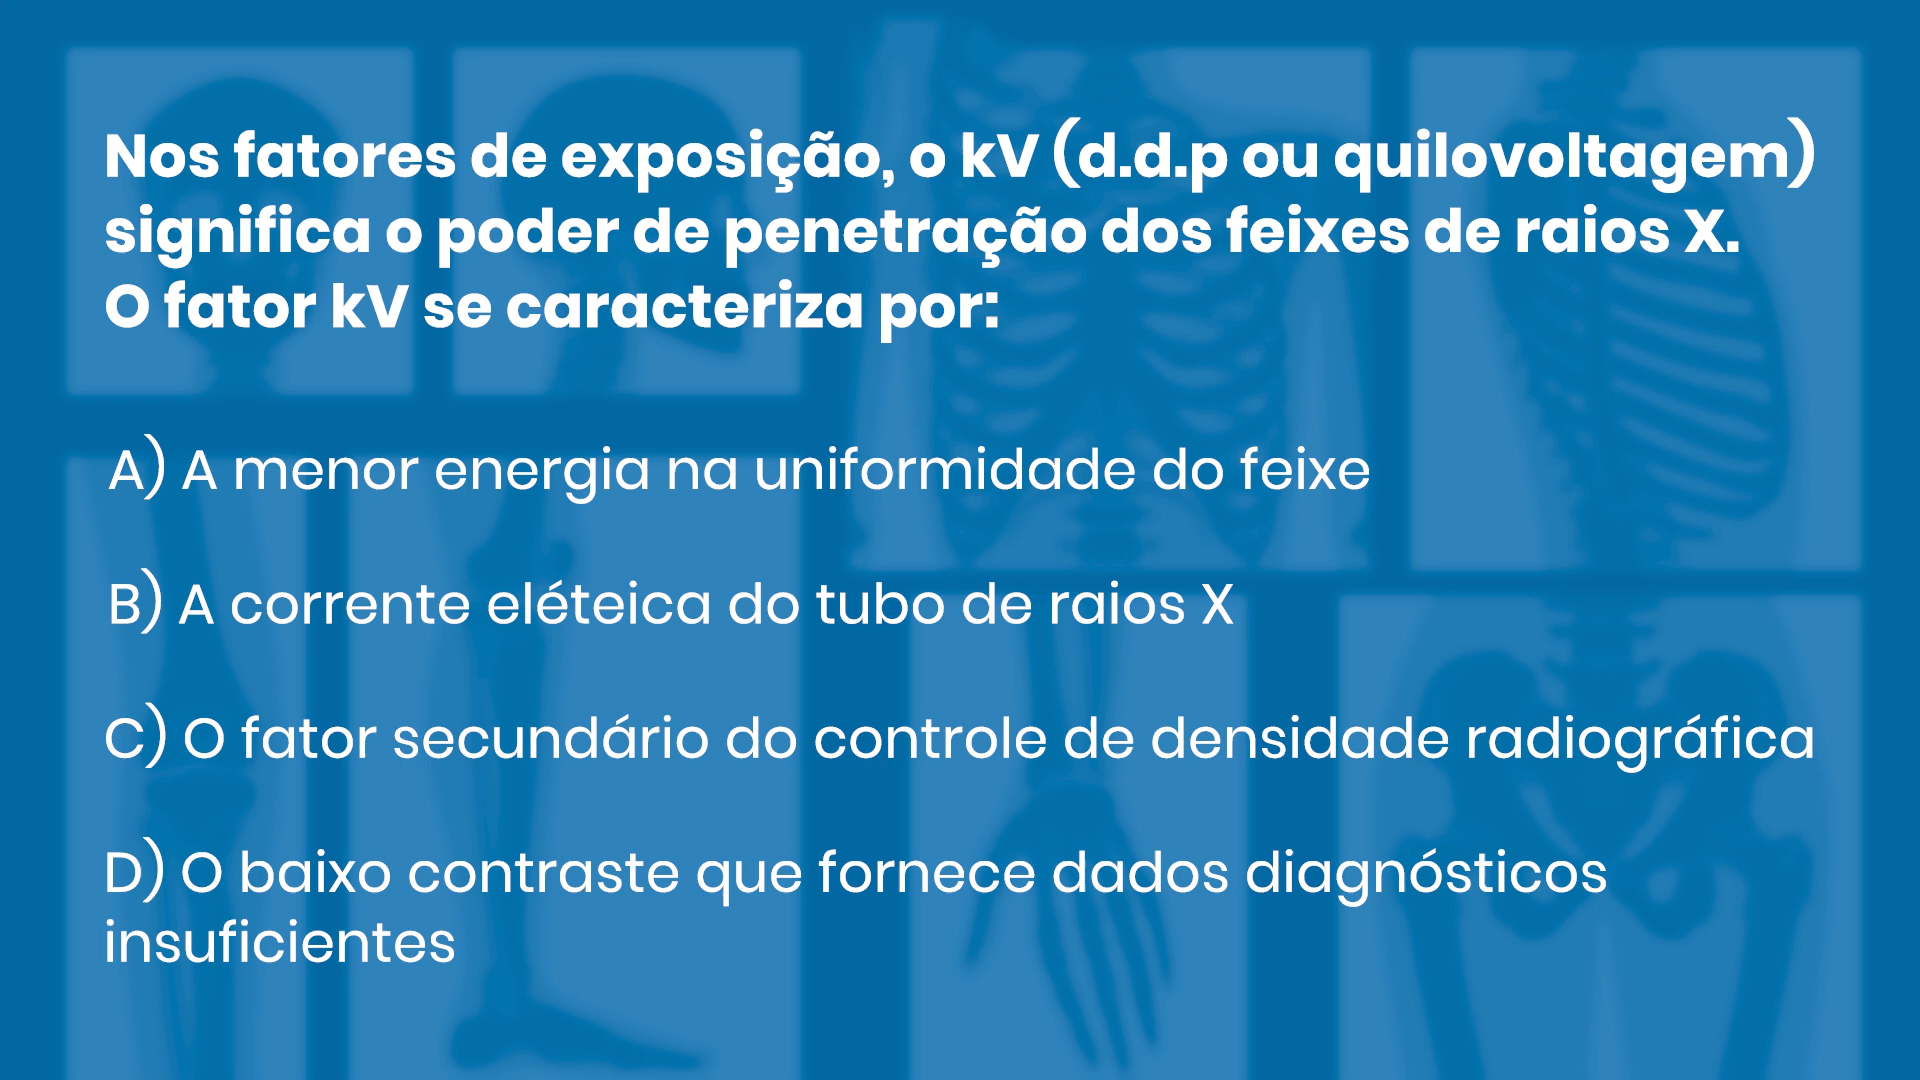 Nos fatores de exposição, o kV (d.d.p ou quilovoltagem)
significa o poder de penetração dos feixes de raios X.
O fator kV se caracteriza por:
A) A menor energia na uniformidade do feixe
B) A corrente eléteica do tubo de raios X
C) O fator secundário do controle de densidade radiográfica
D) O baixo contraste que fornece dados diagnósticos
insuficientes